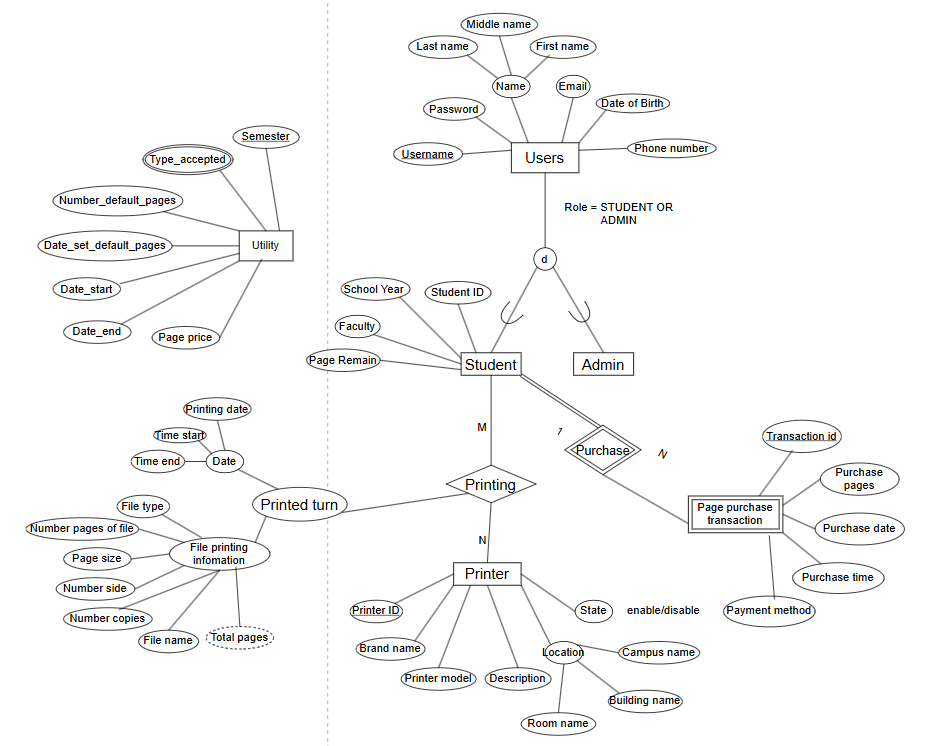 Middle name
Last name
First name
Name
Email
Password
Date of Birth
Username
Users
Phone number
Semester
Type_accepted
Number_default_pages
Date_set_default_pages
Utility
Date_start
Date_end
Page price
Role = STUDENT OR
ADMIN
d
School Year
Student ID
Faculty
Page Remain
Student
Admin
M
1
Purchase
N
Transaction id
Purchase
pages
Page purchase
transaction
Purchase date
Purchase time
Payment method
Printing date
Time start
Time end
Date
Printed turn
Printing
File type
Number pages of file
File printing
infomation
Page size
Number side
Number copies
File name
Total pages
N
Printer
Printer ID
State
enable/disable
Brand name
Location
Campus name
Printer model
Description
Building name
Room name